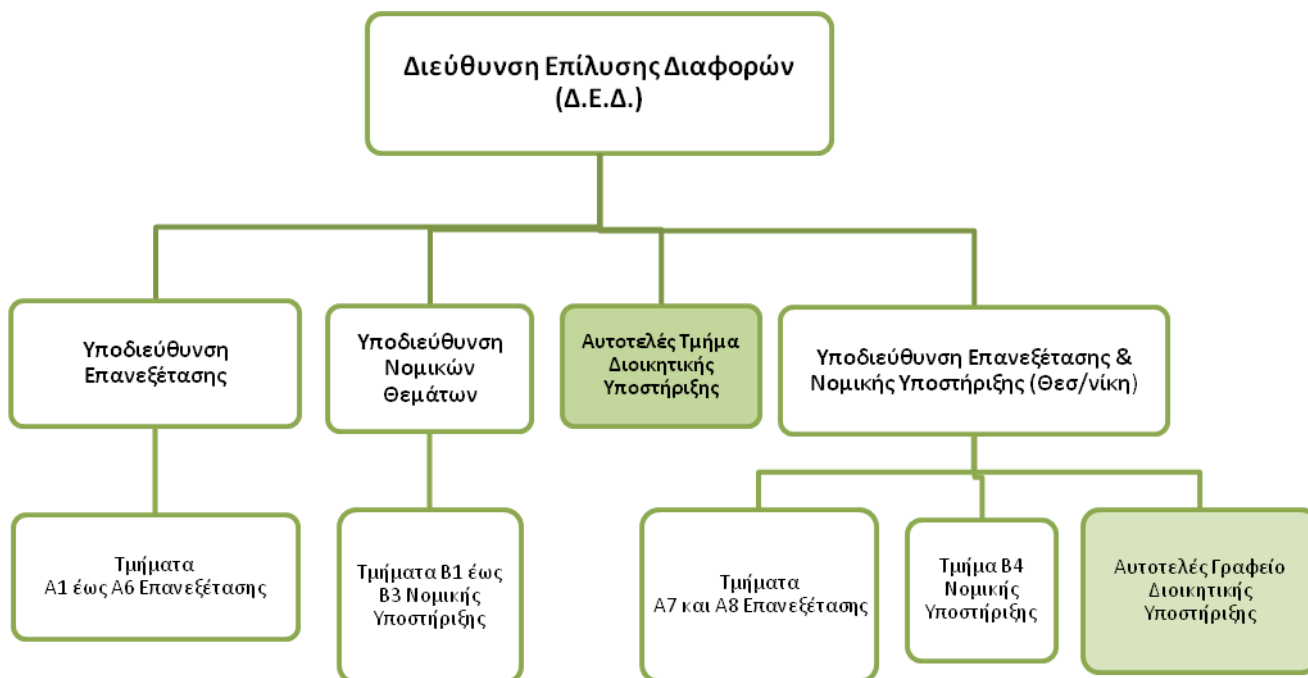 Διεύθυνση Επίλυσης Διαφορών
(Δ.Ε.Δ.)
Υποδιεύθυνση
Επανεξέτασης
Υποδιεύθυνση
Νομικών
Θεμάτων
Αυτοτελές Τμήμα
Διοικητικής
Υποστήριξης
Υποδιεύθυνση Επανεξέτασης &
Νομικής Υποστήριξης (Θεσ/νίκη)
Τμήματα
Α1 έως Α6 Επανεξέτασης
Τμήματα Β1 έως
Β3 Νομικής
Υποστήριξης
Τμήματα
Α7 και Α8 Επανεξέτασης
Τμήμα Β4
Νομικής
Υποστήριξης
Αυτοτελές Γραφείο
Διοικητικής
Υποστήριξης